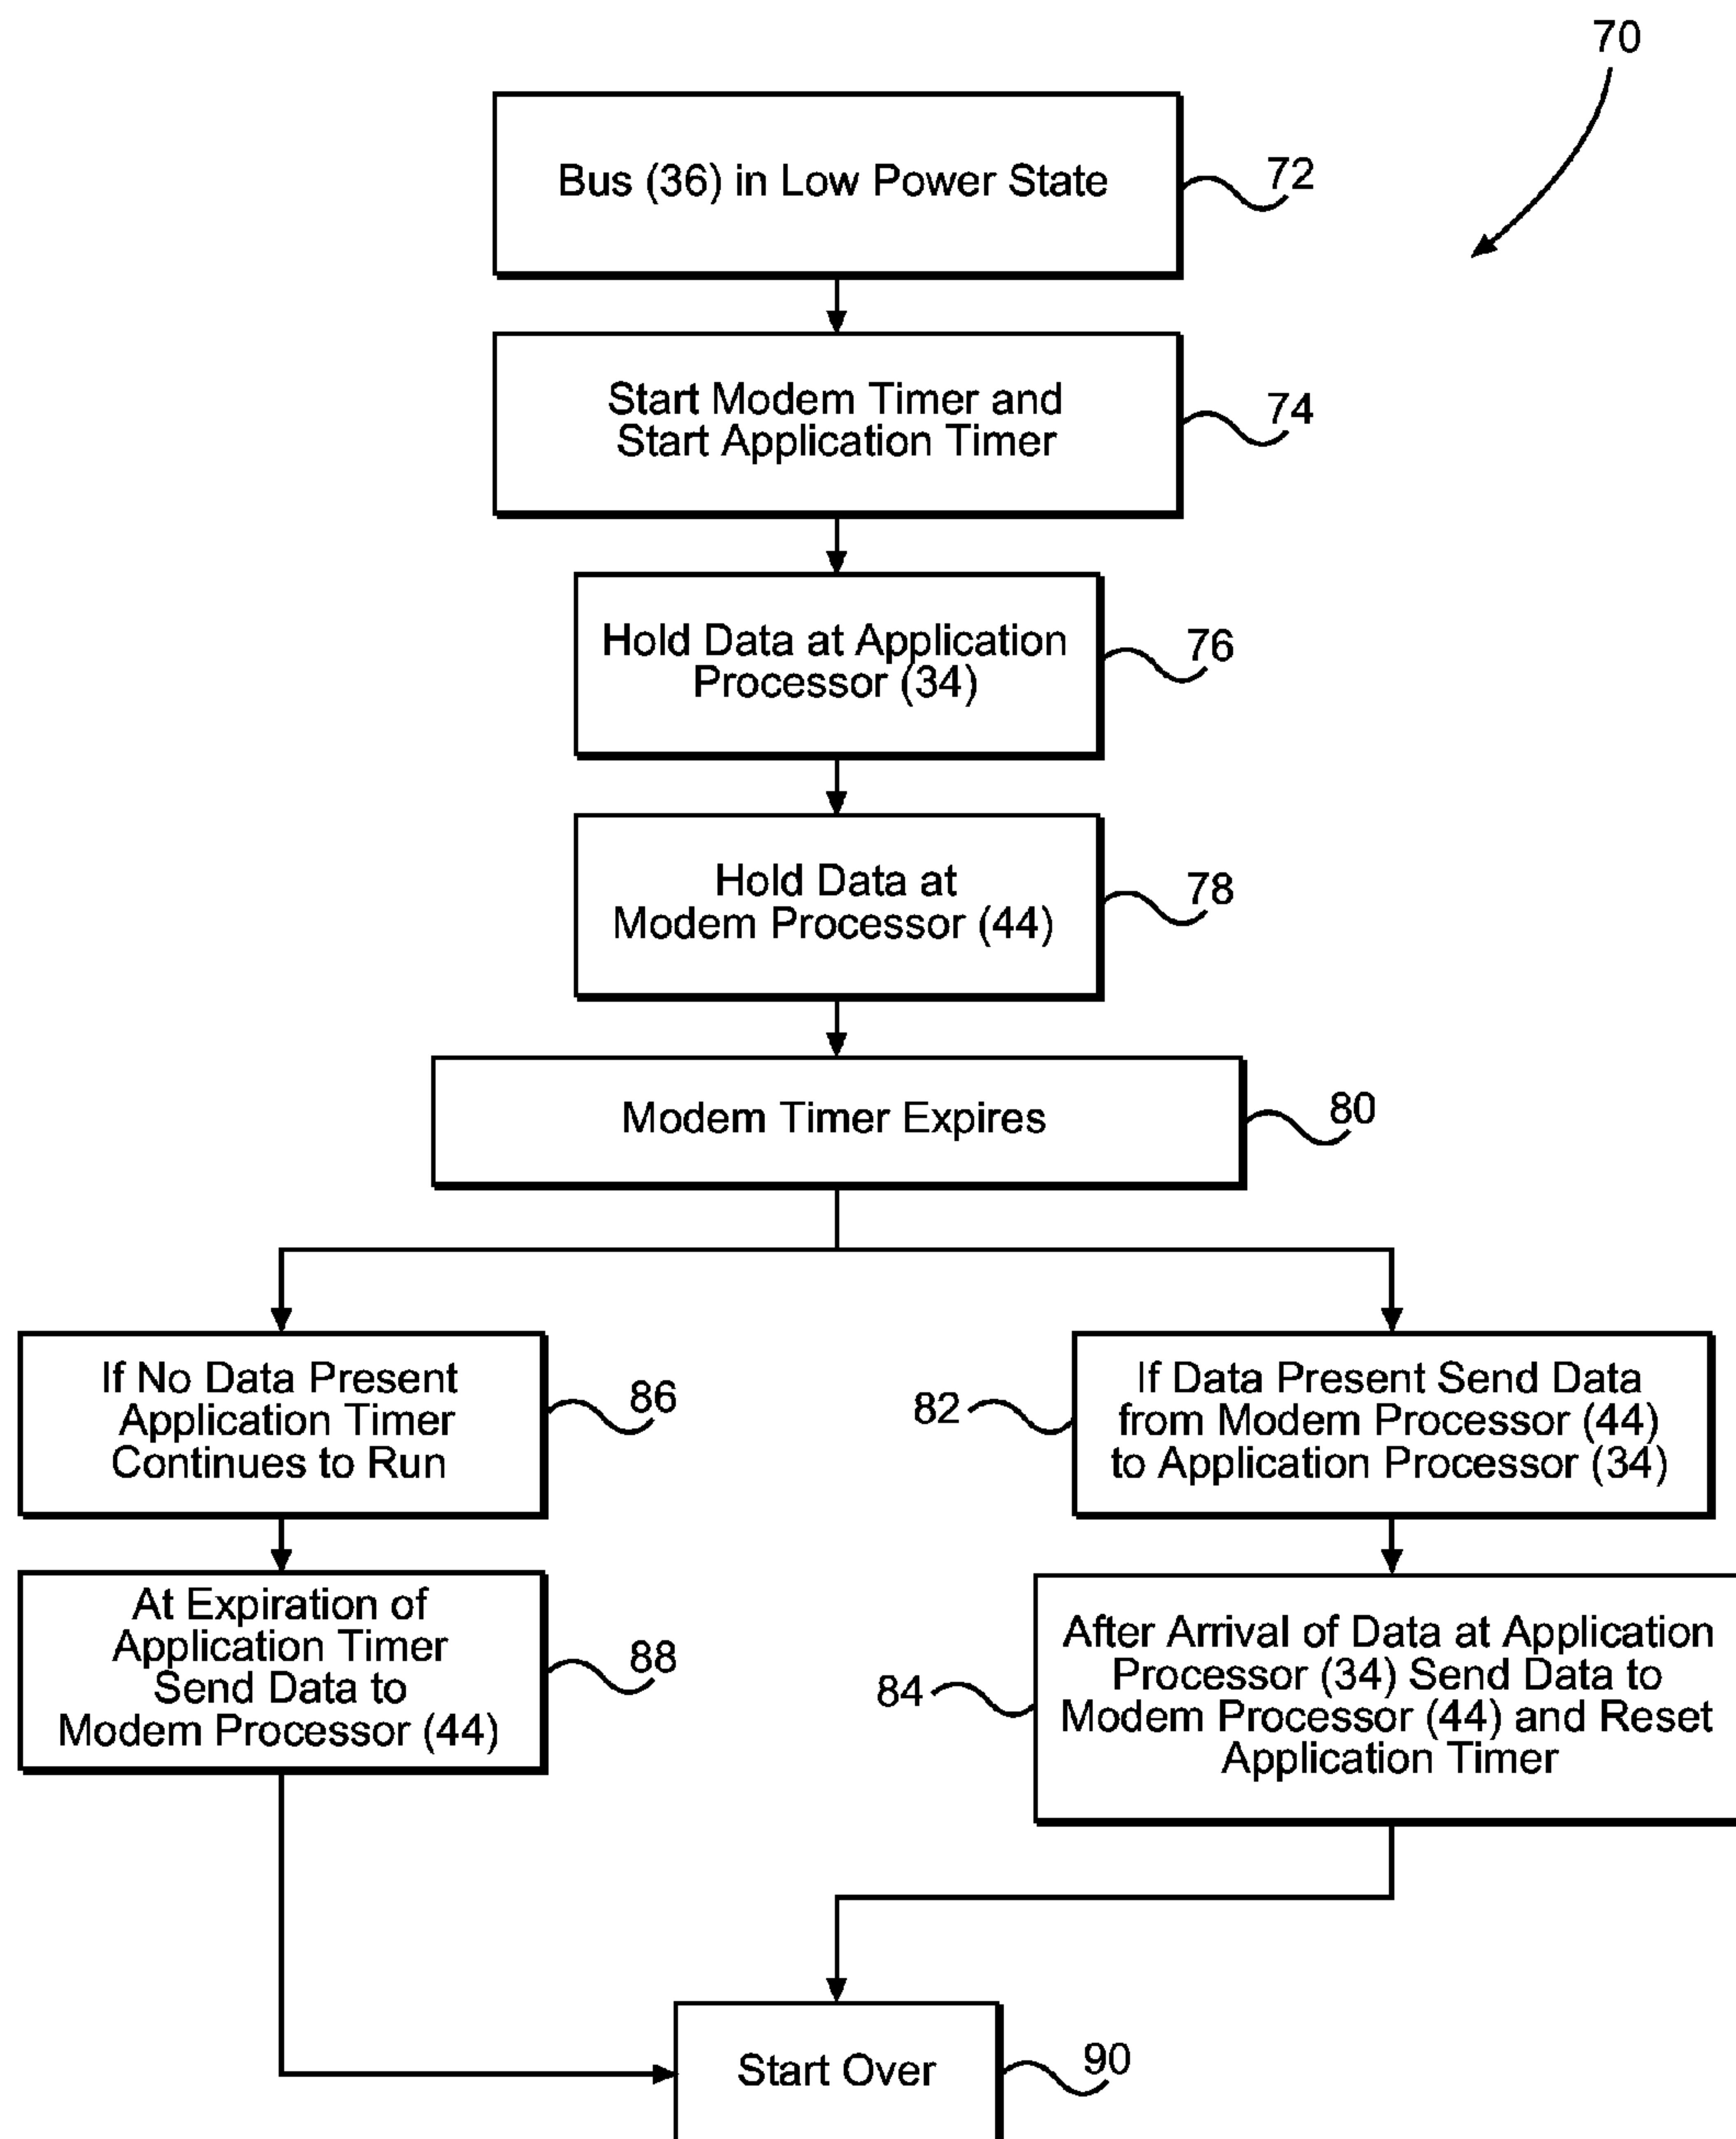 70
Bus (36) in Low Power State
72
Start Modem Timer and
Start Application Timer
74
Hold Data at Application
Processor (34)
76
Hold Data at
Modem Processor (44)
78
Modem Timer Expires
80
If No Data Present
Application Timer
Continues to Run
86
82
If Data Present Send Data
from Modem Processor (44)
to Application Processor (34)
At Expiration of
Application Timer
Send Data to
Modem Processor (44)
88
84
After Arrival of Data at Application
Processor (34) Send Data to
Modem Processor (44) and Reset
Application Timer
Start Over
90